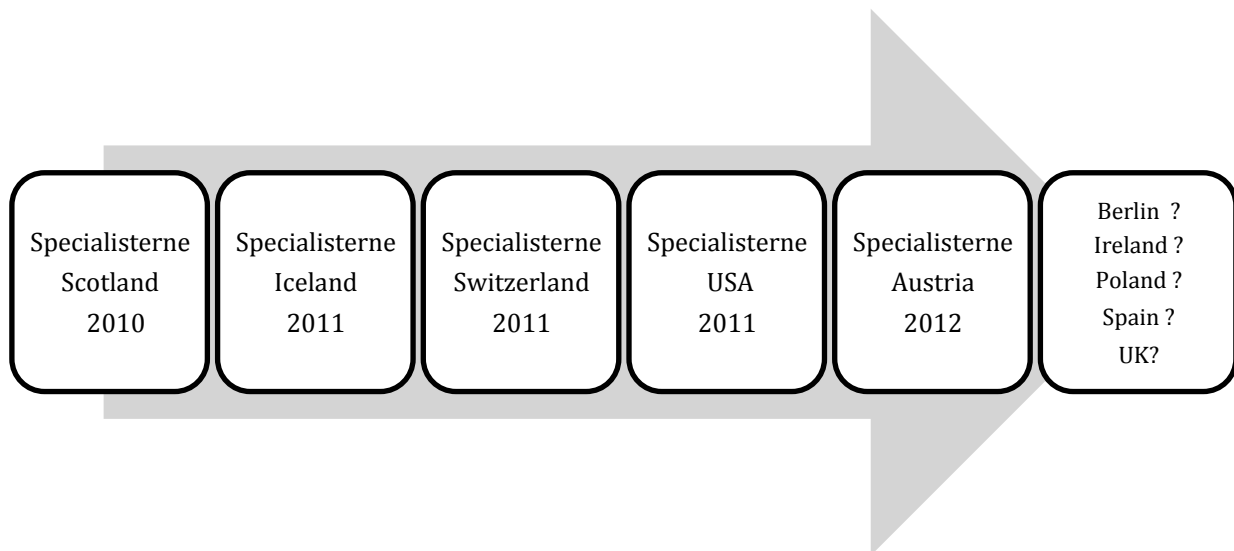 Specialisterne
Scotland
2010
Specialisterne
Iceland
2011
Specialisterne
Switzerland
2011
Specialisterne
USA
2011
Specialisterne
Austria
2012
Berlin ?
Ireland ?
Poland ?
Spain ?
UK?